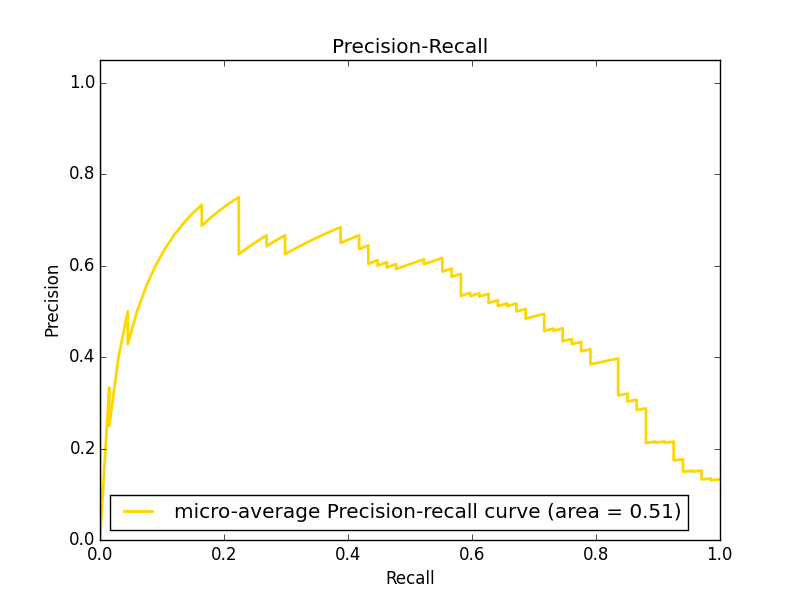 Precision-Recall
1.0
0.8
0.6
0.4
0.2
0.0
Precision
micro-average Precision-recall curve (area = 0.51)
0.0 0.2 0.4 0.6 0.8 1.0
Recall